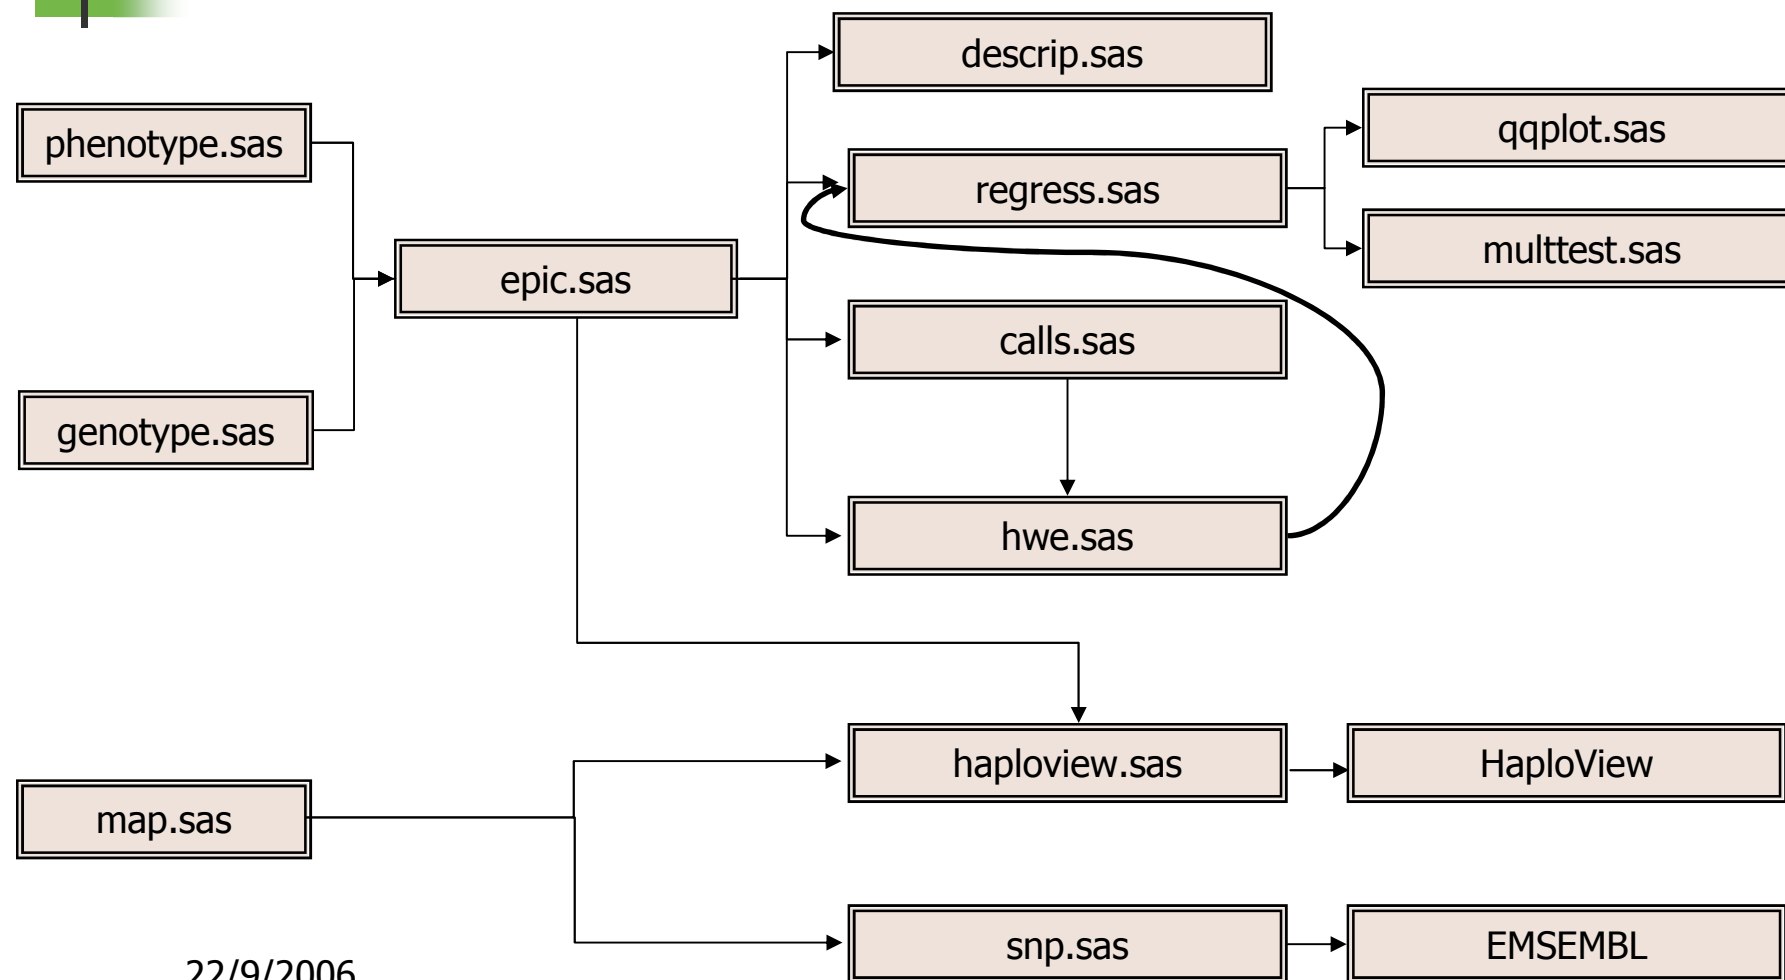 descrip.sas
phenotype.sas
qqplot.sas
regress.sas
multtest.sas
epic.sas
calls.sas
genotype.sas
hwe.sas
haploview.sas
HaploView
map.sas
snp.sas
EMSEMBL
22/9/2006